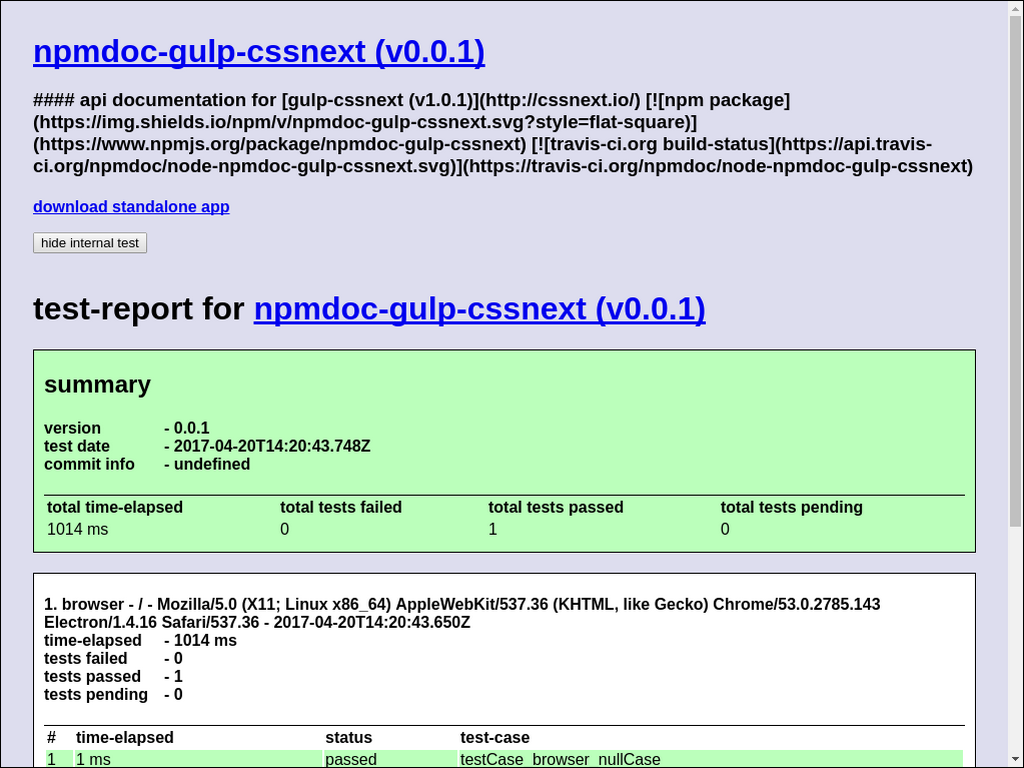 npmdoc-gulp-cssnext (v0.0.1)
#### api documentation for [gulp-cssnext (v1.0.1)](http://cssnext.io/) [![npm package]
(https://img.shields.io/npm/v/npmdoc-gulp-cssnext.svg?style=flat-square)]
(https://www.npmjs.org/package/npmdoc-gulp-cssnext) [![travis-ci.org build-status](https://api.travis-
ci.org/npmdoc/node-npmdoc-gulp-cssnext.svg)](https://travis-ci.org/npmdoc/node-npmdoc-gulp-cssnext)
download standalone app
hide internal test
test-report for npmdoc-gulp-cssnext (v0.0.1)
summary
version - 0.0.1
test date - 2017-04-20T14:20:43.748Z
commit info - undefined
total time-elapsed total tests failed total tests passed total tests pending
1014 ms 0 1 0
1. browser - / - Mozilla/5.0 (X11; Linux x86_64) AppleWebKit/537.36 (KHTML, like Gecko) Chrome/53.0.2785.143
Electron/1.4.16 Safari/537.36 - 2017-04-20T14:20:43.650Z
time-elapsed - 1014 ms
tests failed - 0
tests passed - 1
tests pending - 0
# time-elapsed status test-case
1 1 ms passed testCase_browser_nullCase